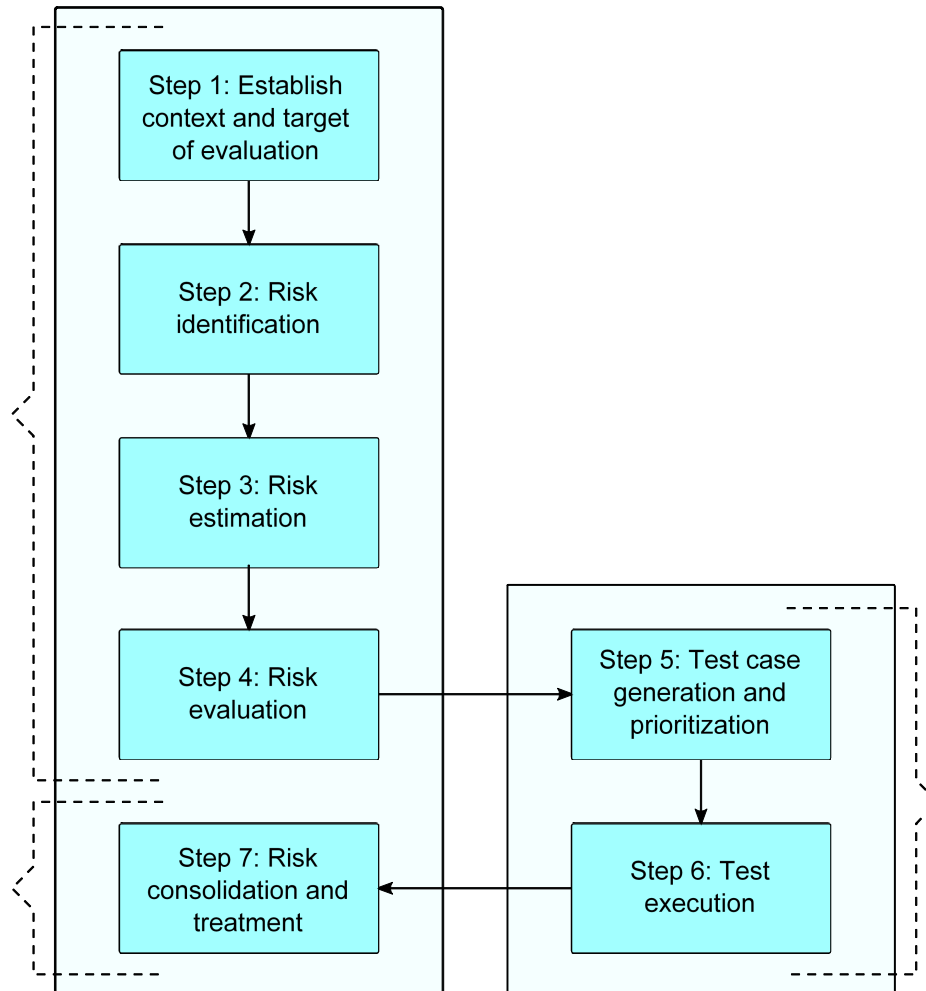 Step 1: Establish
context and target
of evaluation
Step 2: Risk
identification
Step 3: Risk
estimation
Step 4: Risk
evaluation
Step 5: Test case
generation and
prioritization
Step 6: Test
execution
Step 7: Risk
consolidation and
treatment